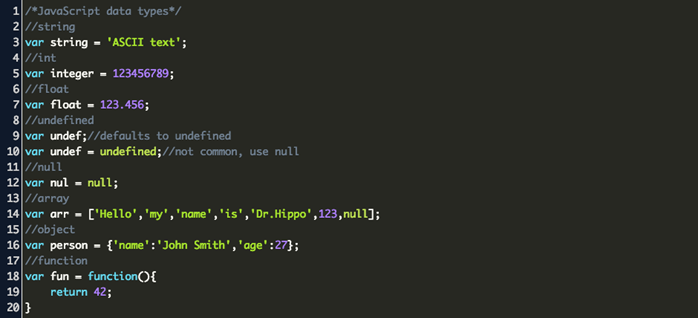 1 /*JavaScript data types*/
2 //string
3 var string = 'ASCII text';
4 //int
5 var integer = 123456789;
6 //float
7 var float = 123.456;
8 //undefined
9 var undef;//defaults to undefined
10 var undef = undefined;//not common, use null
11 //null
12 var nul = null;
13 //array
14 var arr = ['Hello','my','name','is','Dr.Hippo',123,null];
15 //object
16 var person = {'name':'John Smith','age':27};
17 //function
18 var fun = function(){
19     return 42;
20 }